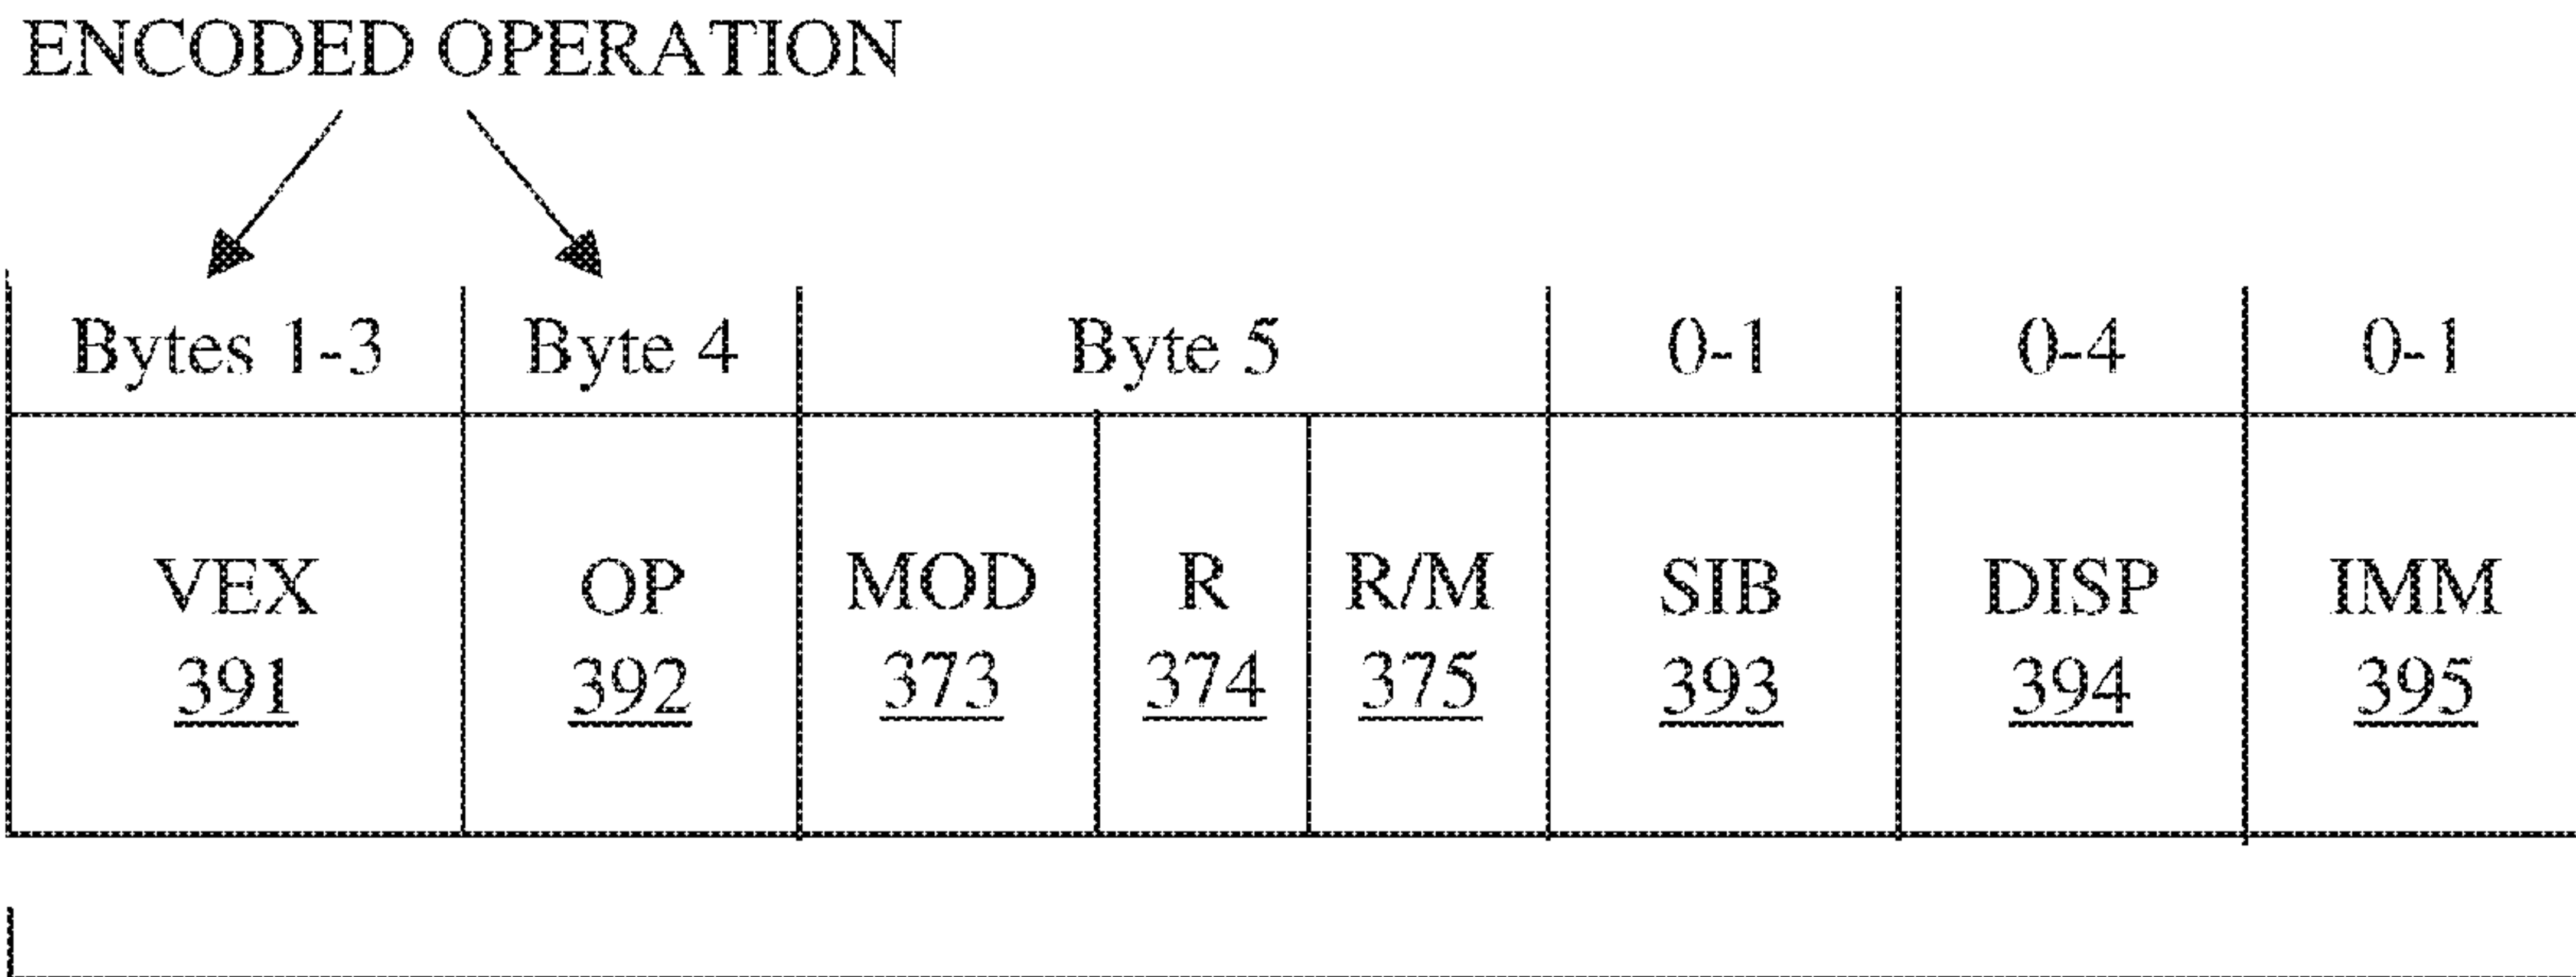 ENCODED OPERATION
Bytes 1-3 Byte 4 Byte 5 0-1 0-4 0-1
VEX OP MOD R R/M SIB DISP IMM
391 392 373 374 375 393 394 395